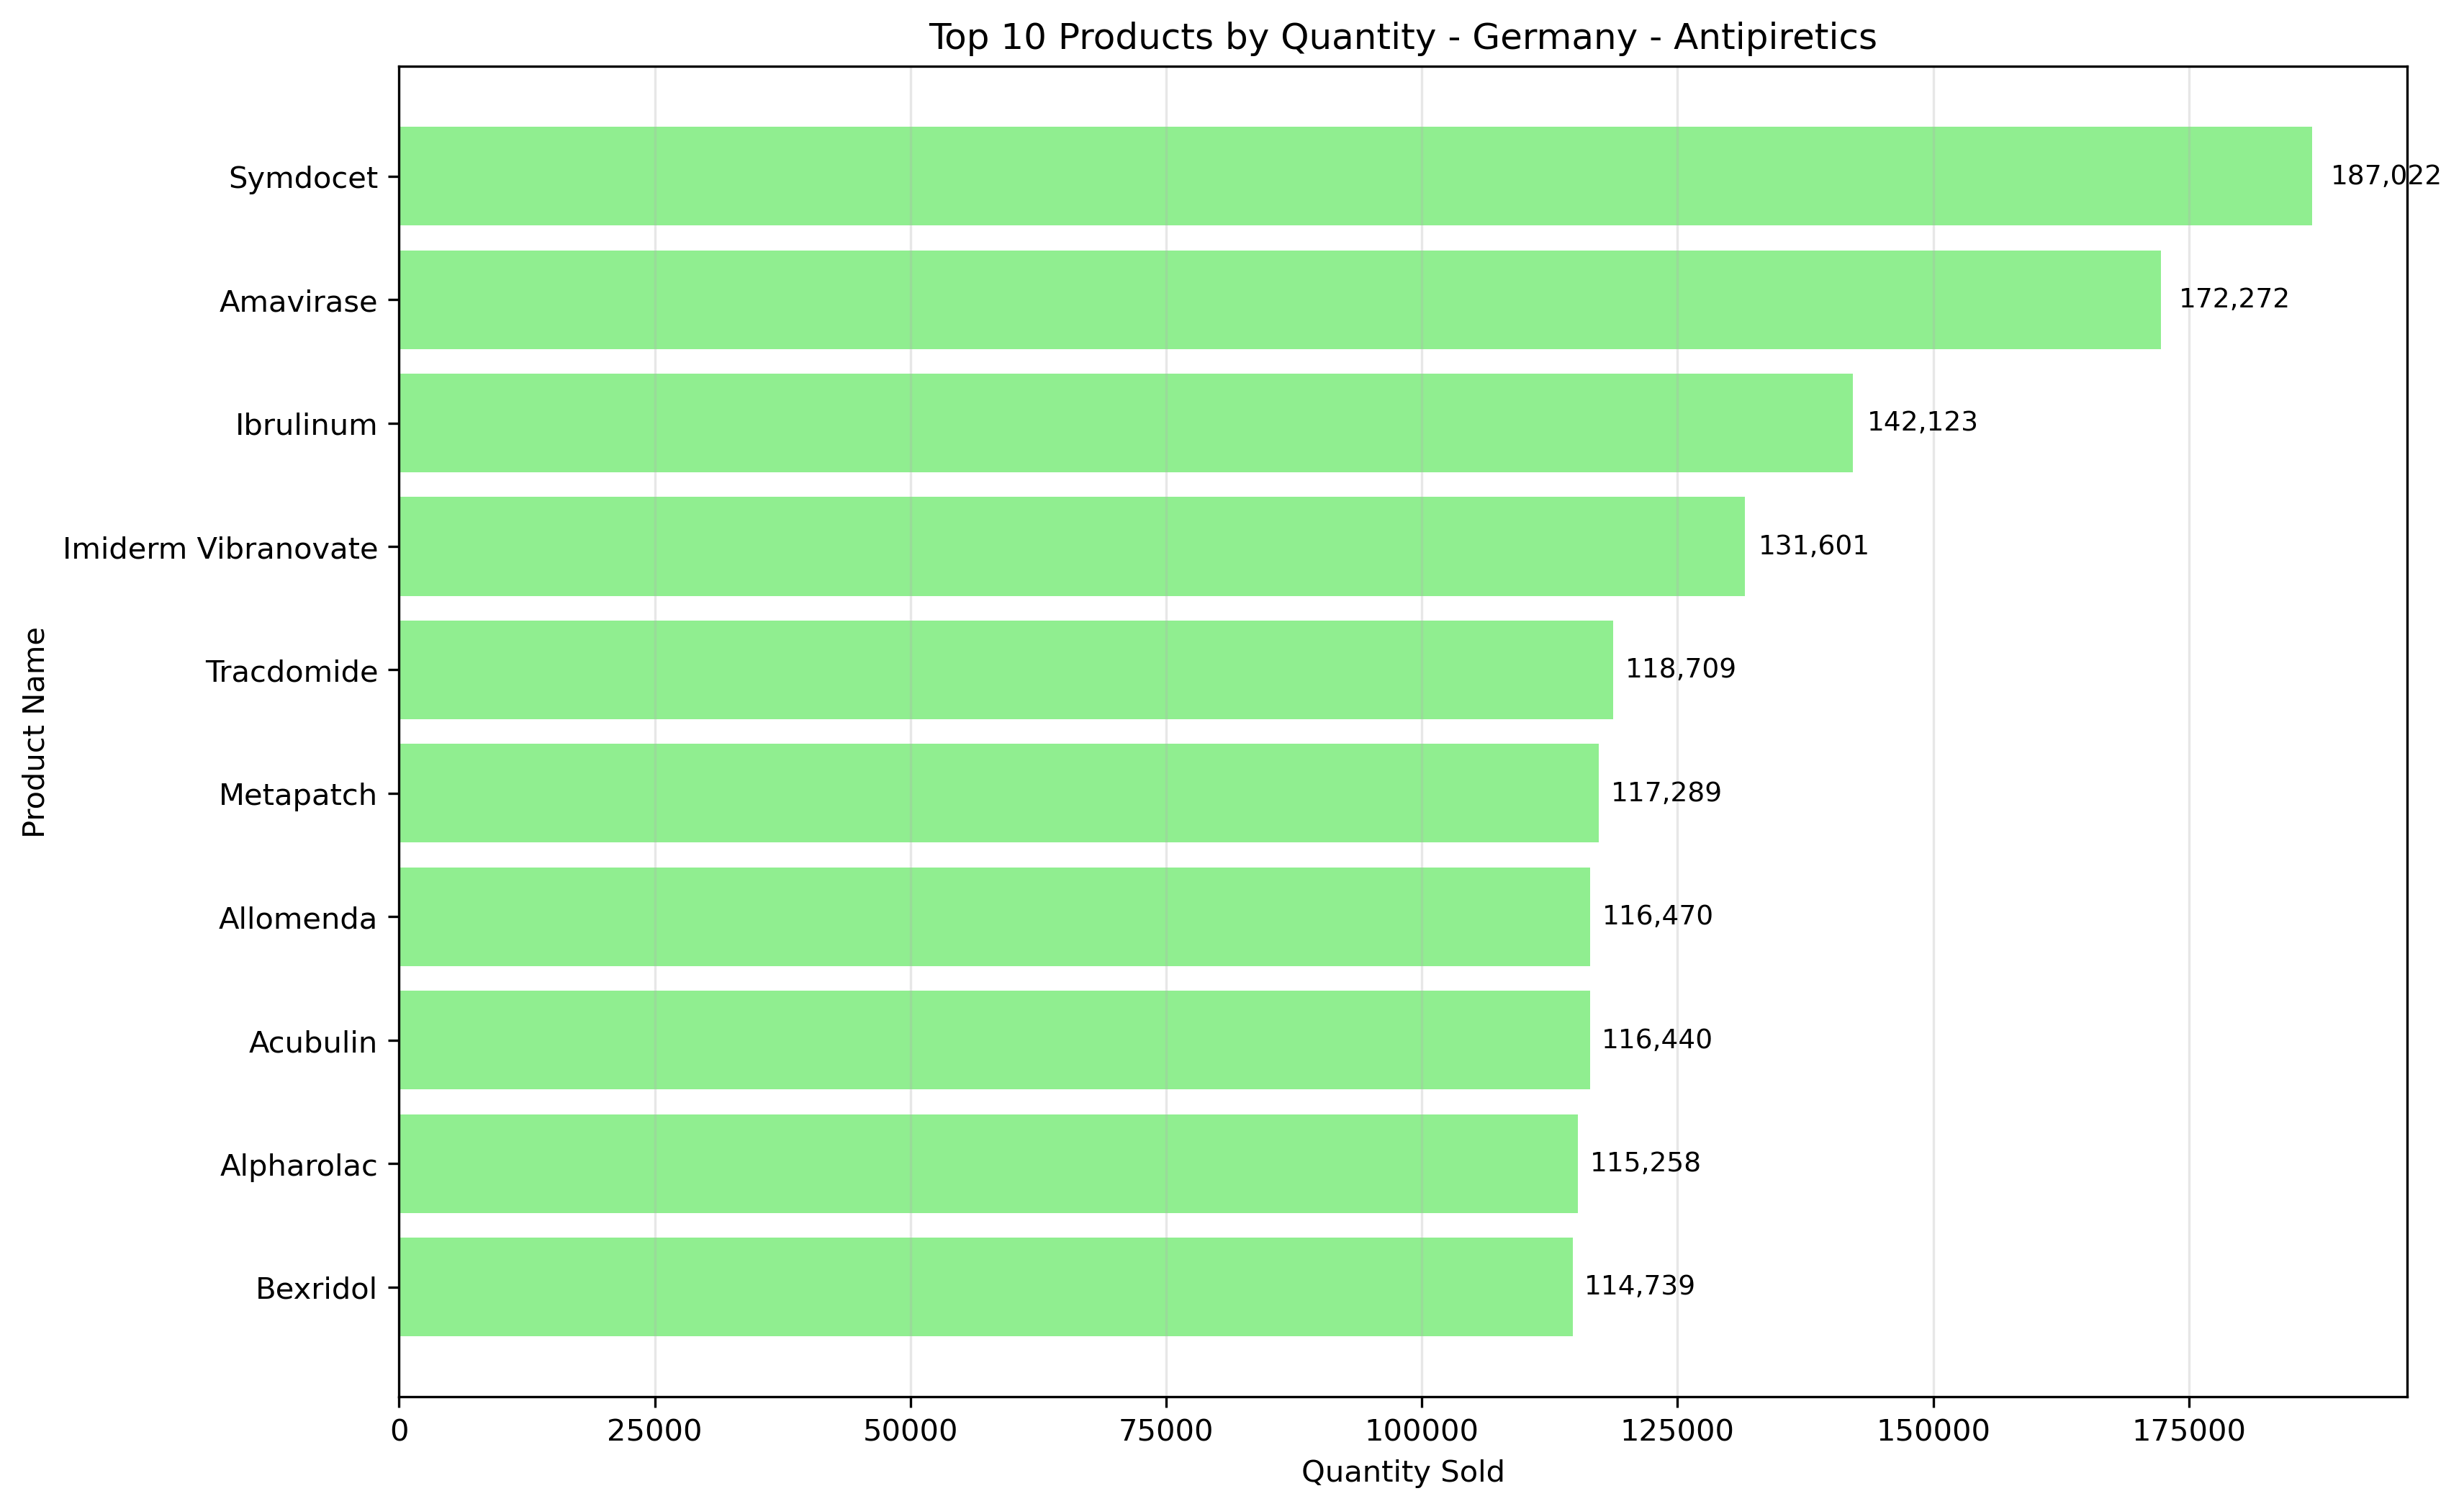 Top 10 Products by Quantity - Germany - Antipiretics
Product Name
Symdocet 187,022
Amavirase 172,272
Ibrulinum 142,123
Imiderm Vibranovate 131,601
Tracdomide 118,709
Metapatch 117,289
Allomenda 116,470
Acubulin 116,440
Alpharolac 115,258
Bexridol 114,739
0 25000 50000 75000 100000 125000 150000 175000
Quantity Sold